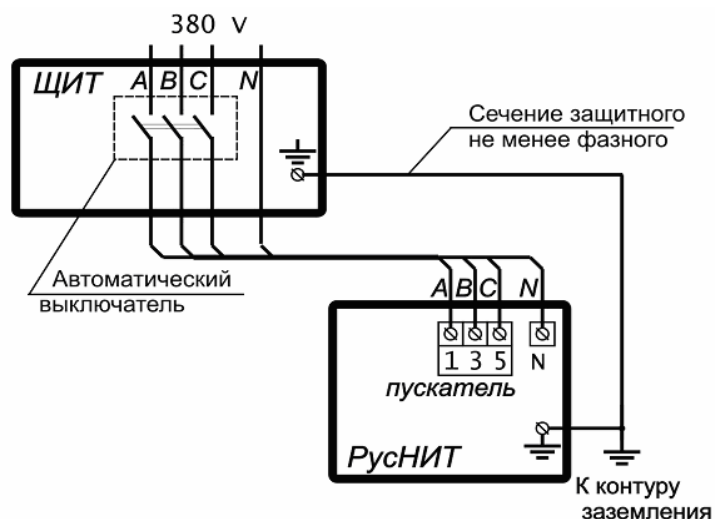 380 V
ЩИТ
A B C N
Сечение защитного
не менее фазного
Автоматический
выключатель
A B C N
1 3 5 N
пускатель
РусНИТ
К контуру
заземления